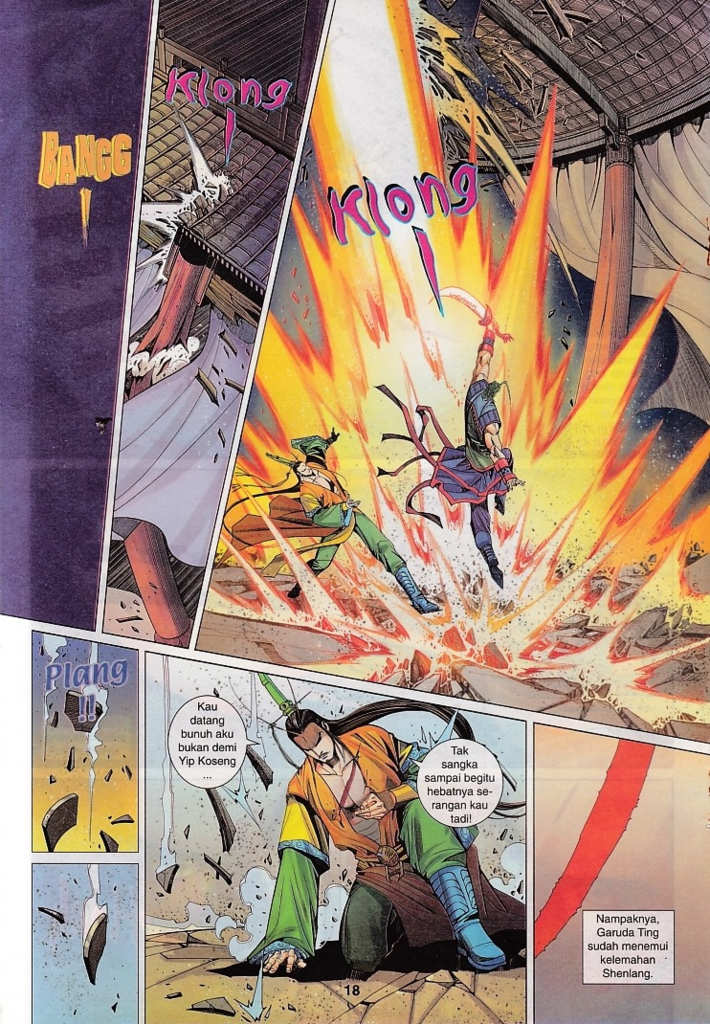 BANGG
!
Klong
!
Klong
!
Plang
!!
Kau
datang
bunuh aku
bukan demi
Yip Koseng
...
Tak
sangka
sampai begitu
hebatnya se-
rangan kau
tadi!
Nampaknya,
Garuda Ting
sudah menemui
kelemahan
Shenlang.
18